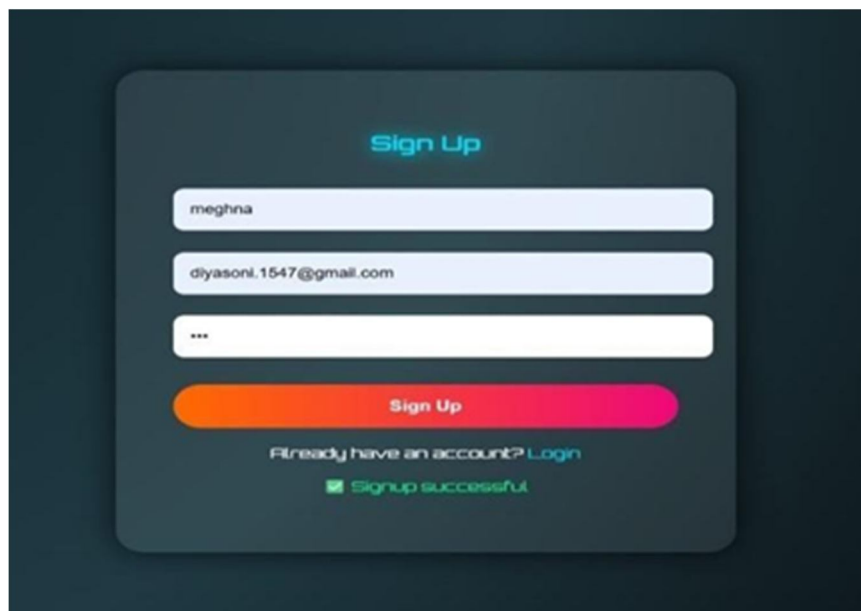 Sign Up
meghna
diyasoni.1547@gmail.com
•••
Sign Up
Already have an account? Login
✅ Signup successful